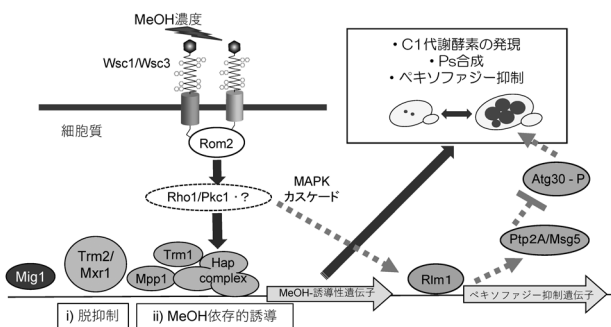 MeOH濃度
Wsc1/Wsc3
細胞質
Rom2
Rho1/Pkc1・?
MAPK
カスケード
・C1代謝酵素の発現
・Ps合成
・ペキソファジー抑制
Atg30 - P
Ptp2A/Msg5
Mig1
Trm2/
Mxr1
Trm1
Mpp1
Hap
complex
Rlm1
MeOH-誘導性遺伝子
ペキソファジー抑制遺伝子
i) 脱抑制
ii) MeOH依存的誘導